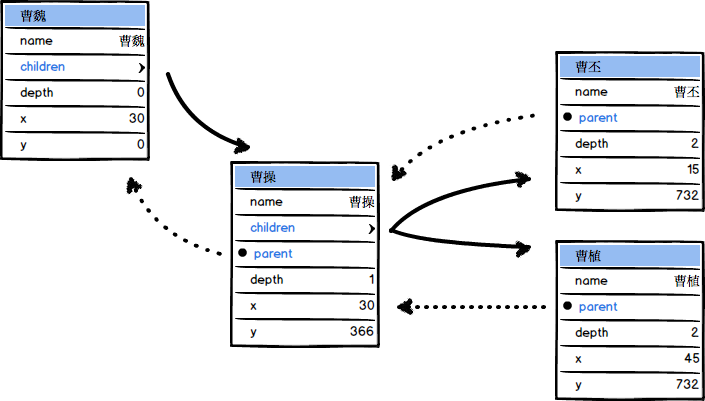 曹魏
name 曹魏
children
depth 0
x 30
y 0
曹操
name 曹操
children
parent
depth 1
x 30
y 366
曹丕
name 曹丕
parent
depth 2
x 15
y 732
曹植
name 曹植
parent
depth 2
x 45
y 732